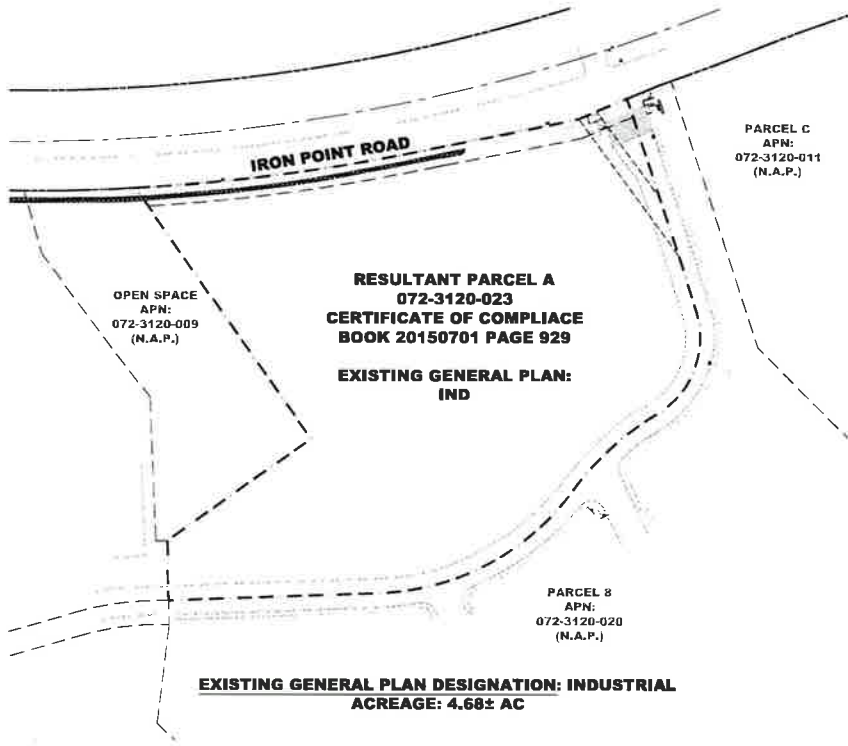 IRON POINT ROAD
PARCEL C
APN:
072-3120-011
(N.A.P.)
OPEN SPACE
APN:
072-3120-009
(N.A.P.)
RESULTANT PARCEL A
072-3120-023
CERTIFICATE OF COMPLIACE
BOOK 20150701 PAGE 929
EXISTING GENERAL PLAN:
IND
PARCEL 8
APN:
072-3120-020
(N.A.P.)
EXISTING GENERAL PLAN DESIGNATION: INDUSTRIAL
ACREAGE: 4.68± AC